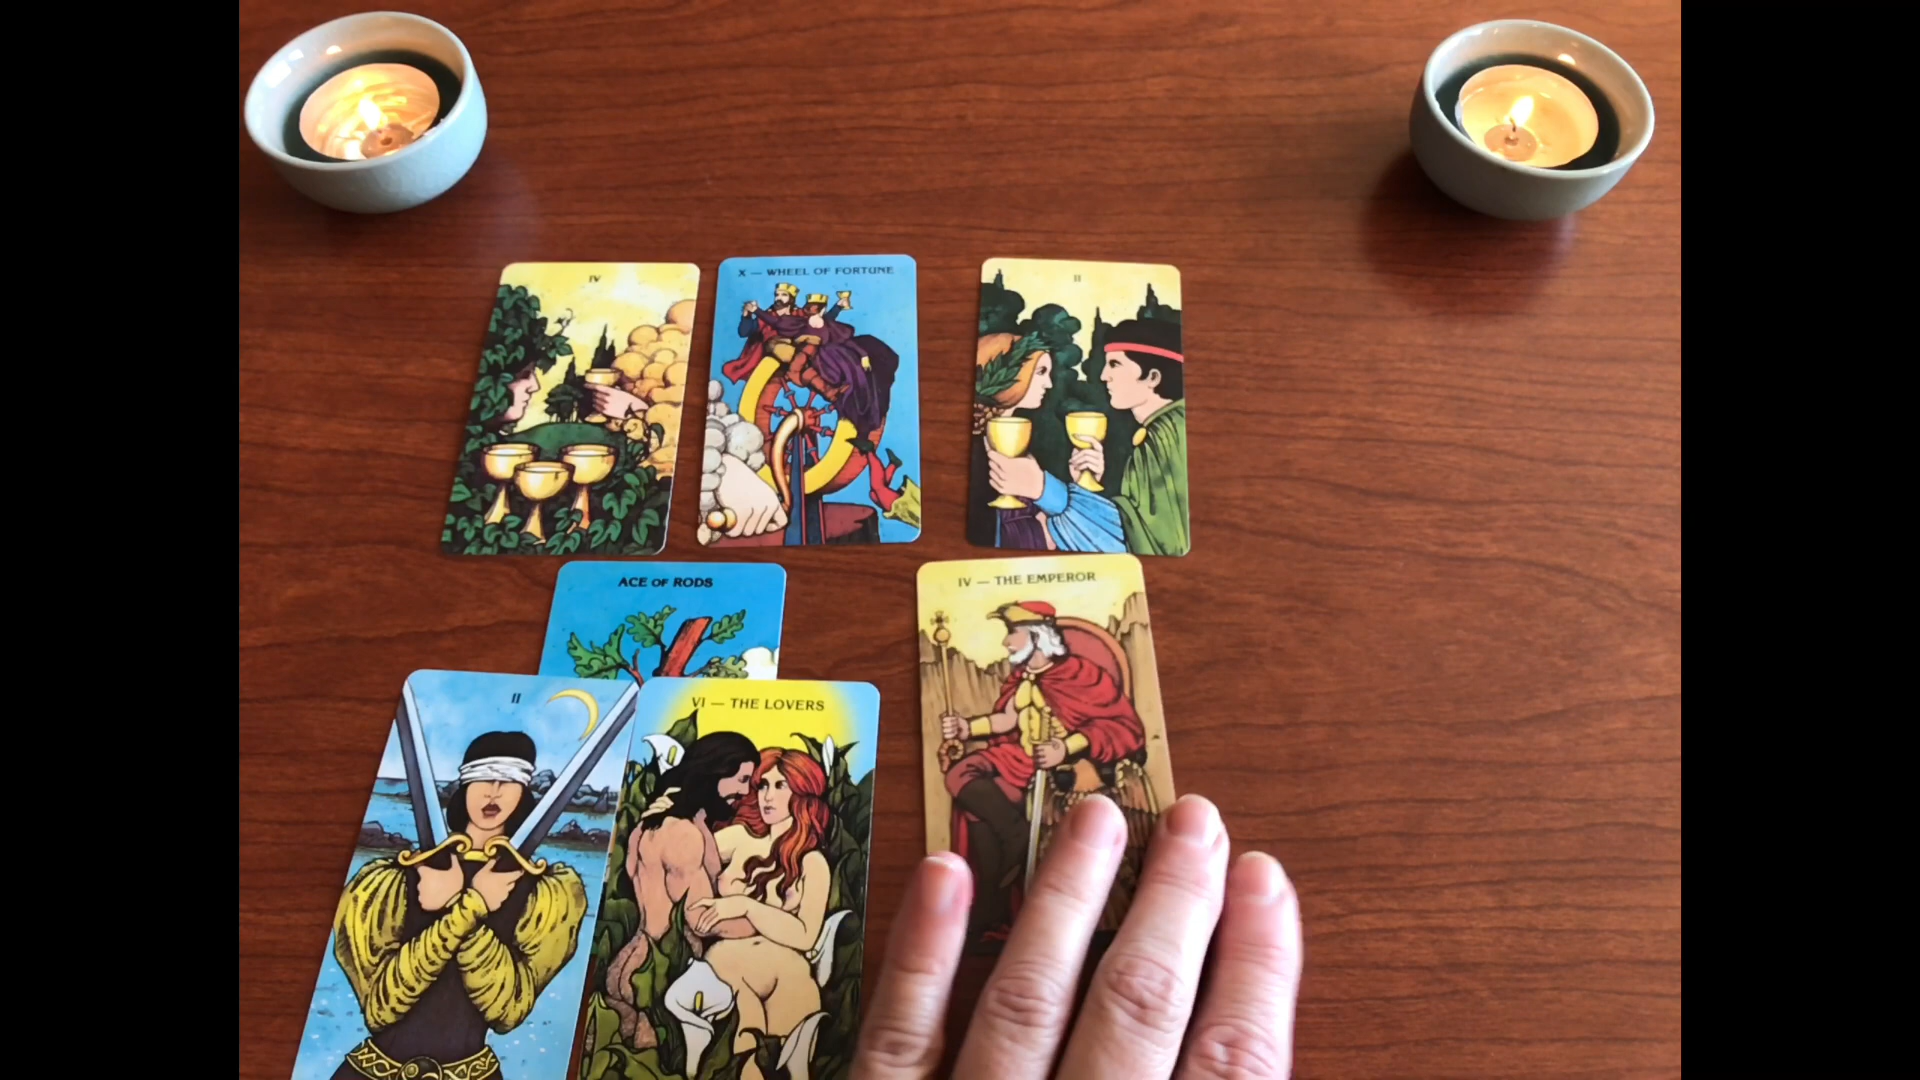 IV
X — WHEEL OF FORTUNE
II
ACE OF RODS
IV — THE EMPEROR
II
VI — THE LOVERS